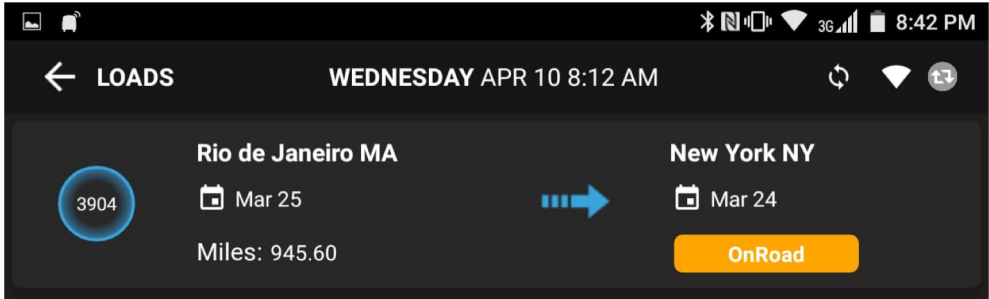 3G 8:42 PM
LOADS WEDNESDAY APR 10 8:12 AM
Rio de Janeiro MA New York NY
3904 Mar 25 Mar 24
Miles: 945.60 OnRoad